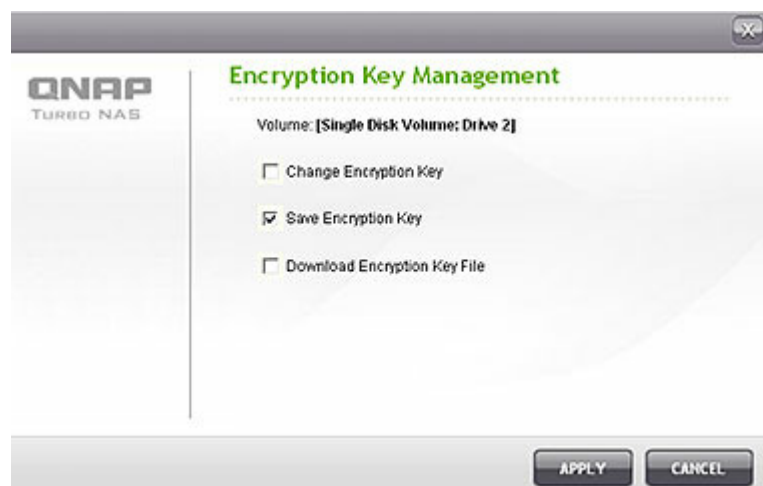 QNAP
TURBO NAS
Encryption Key Management
Volume: [Single Disk Volume: Drive 2]
Change Encryption Key
Save Encryption Key
Download Encryption Key File
APPLY
CANCEL